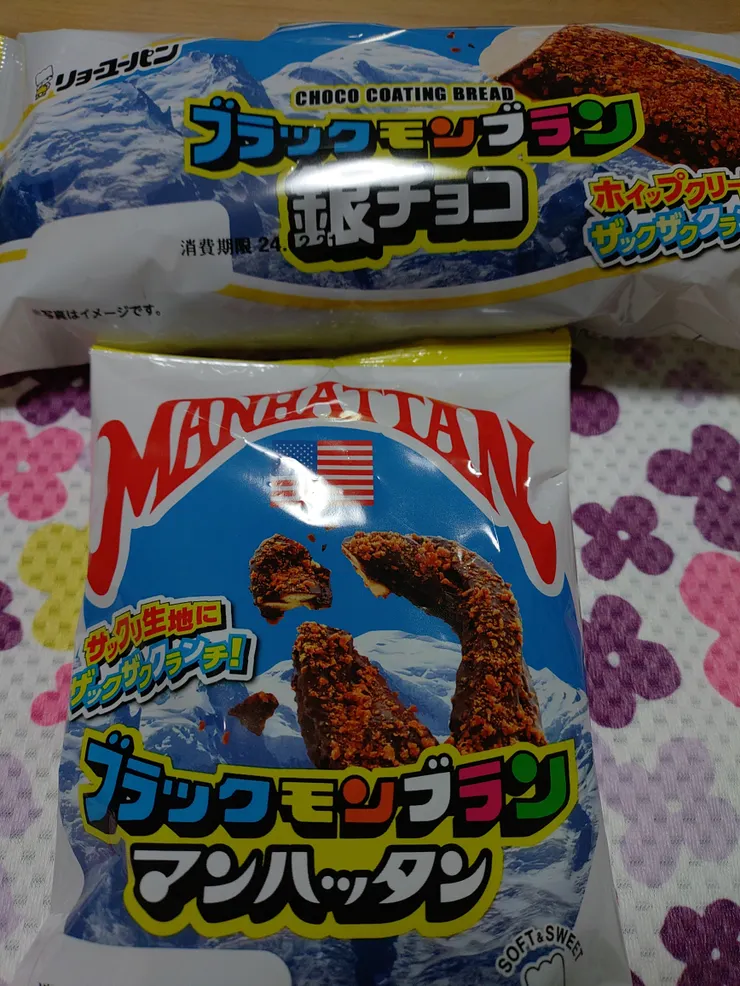 リョーユーパン
CHOCO COATING BREAD
ブラックモンブラン
銀チョコ
ホイップクリー
ザックザククラ
消費期限 24.
※写真はイメージです。
MANHATTAN
サックリ生地に
ザックザククランチ!
ブラックモンブラン
マンハッタン
SOFT&SWEET